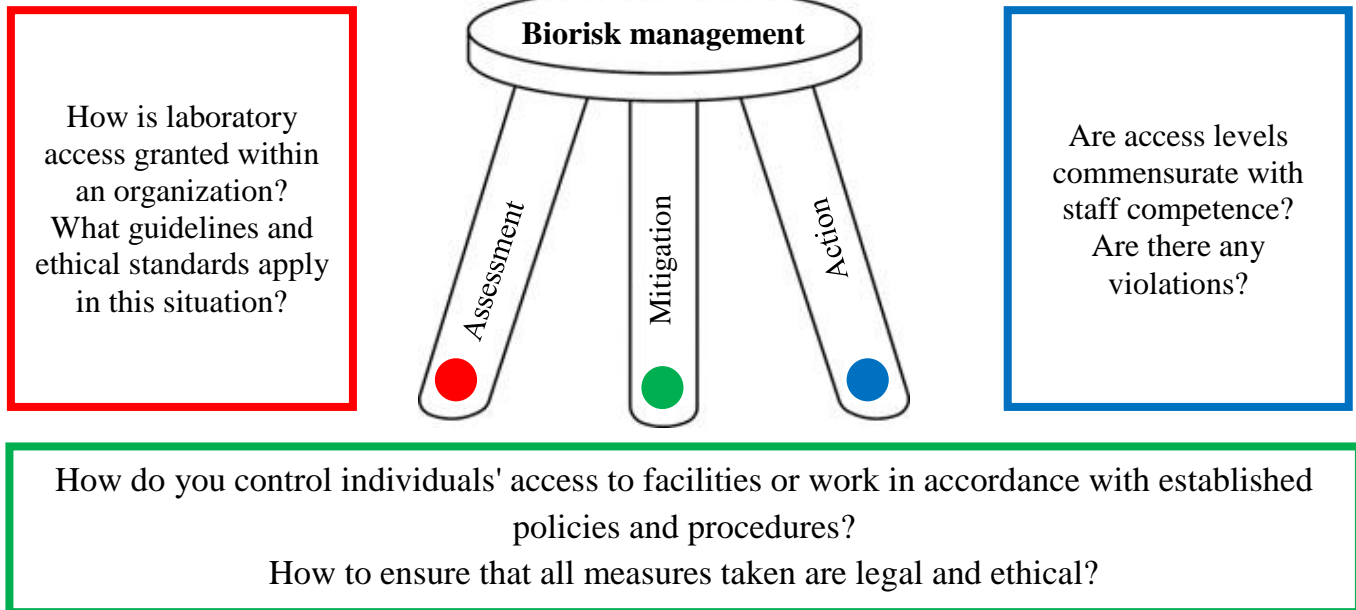 Biorisk management
How is laboratory
access granted within
an organization?
What guidelines and
ethical standards apply
in this situation?
Assessment
Mitigation
Action
Are access levels
commensurate with
staff competence?
Are there any
violations?
How do you control individuals' access to facilities or work in accordance with established
policies and procedures?
How to ensure that all measures taken are legal and ethical?